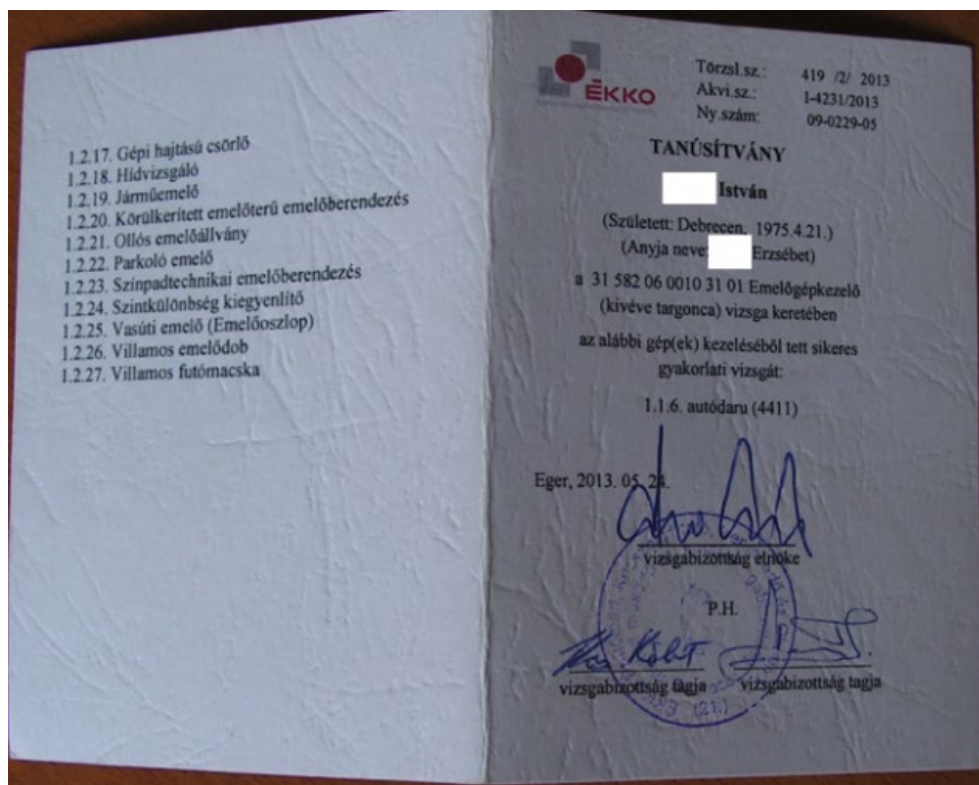 1.2.17. Gépi hajtású csörlő
1.2.18. Hídvizsgáló
1.2.19. Járműemelő
1.2.20. Körülkerített emelőterű emelőberendezés
1.2.21. Ollós emelőállvány
1.2.22. Parkoló emelő
1.2.23. Színpadtechnikai emelőberendezés
1.2.24. Szintkülönbség kiegyenlítő
1.2.25. Vasúti emelő (Emelőoszlop)
1.2.26. Villamos emelődob
1.2.27. Villamos futómacska
ÉKKO
Törzsl.sz.: 419 /2/ 2013
Akvi.sz.: I-4231/2013
Ny.szám: 09-0229-05
TANÚSÍTVÁNY
István
(Született: Debrecen, 1975.4.21.)
(Anyja neve: Erzsébet)
a 31 582 06 0010 31 01 Emelőgépkezelő
(kivéve targonca) vizsga keretében
az alábbi gép(ek) kezeléséből tett sikeres
gyakorlati vizsgát:
1.1.6. autódaru (4411)
Eger, 2013. 05. 24.
vizsgabizottság elnöke
P.H.
vizsgabizottság tagja vizsgabizottság tagja
(21.)